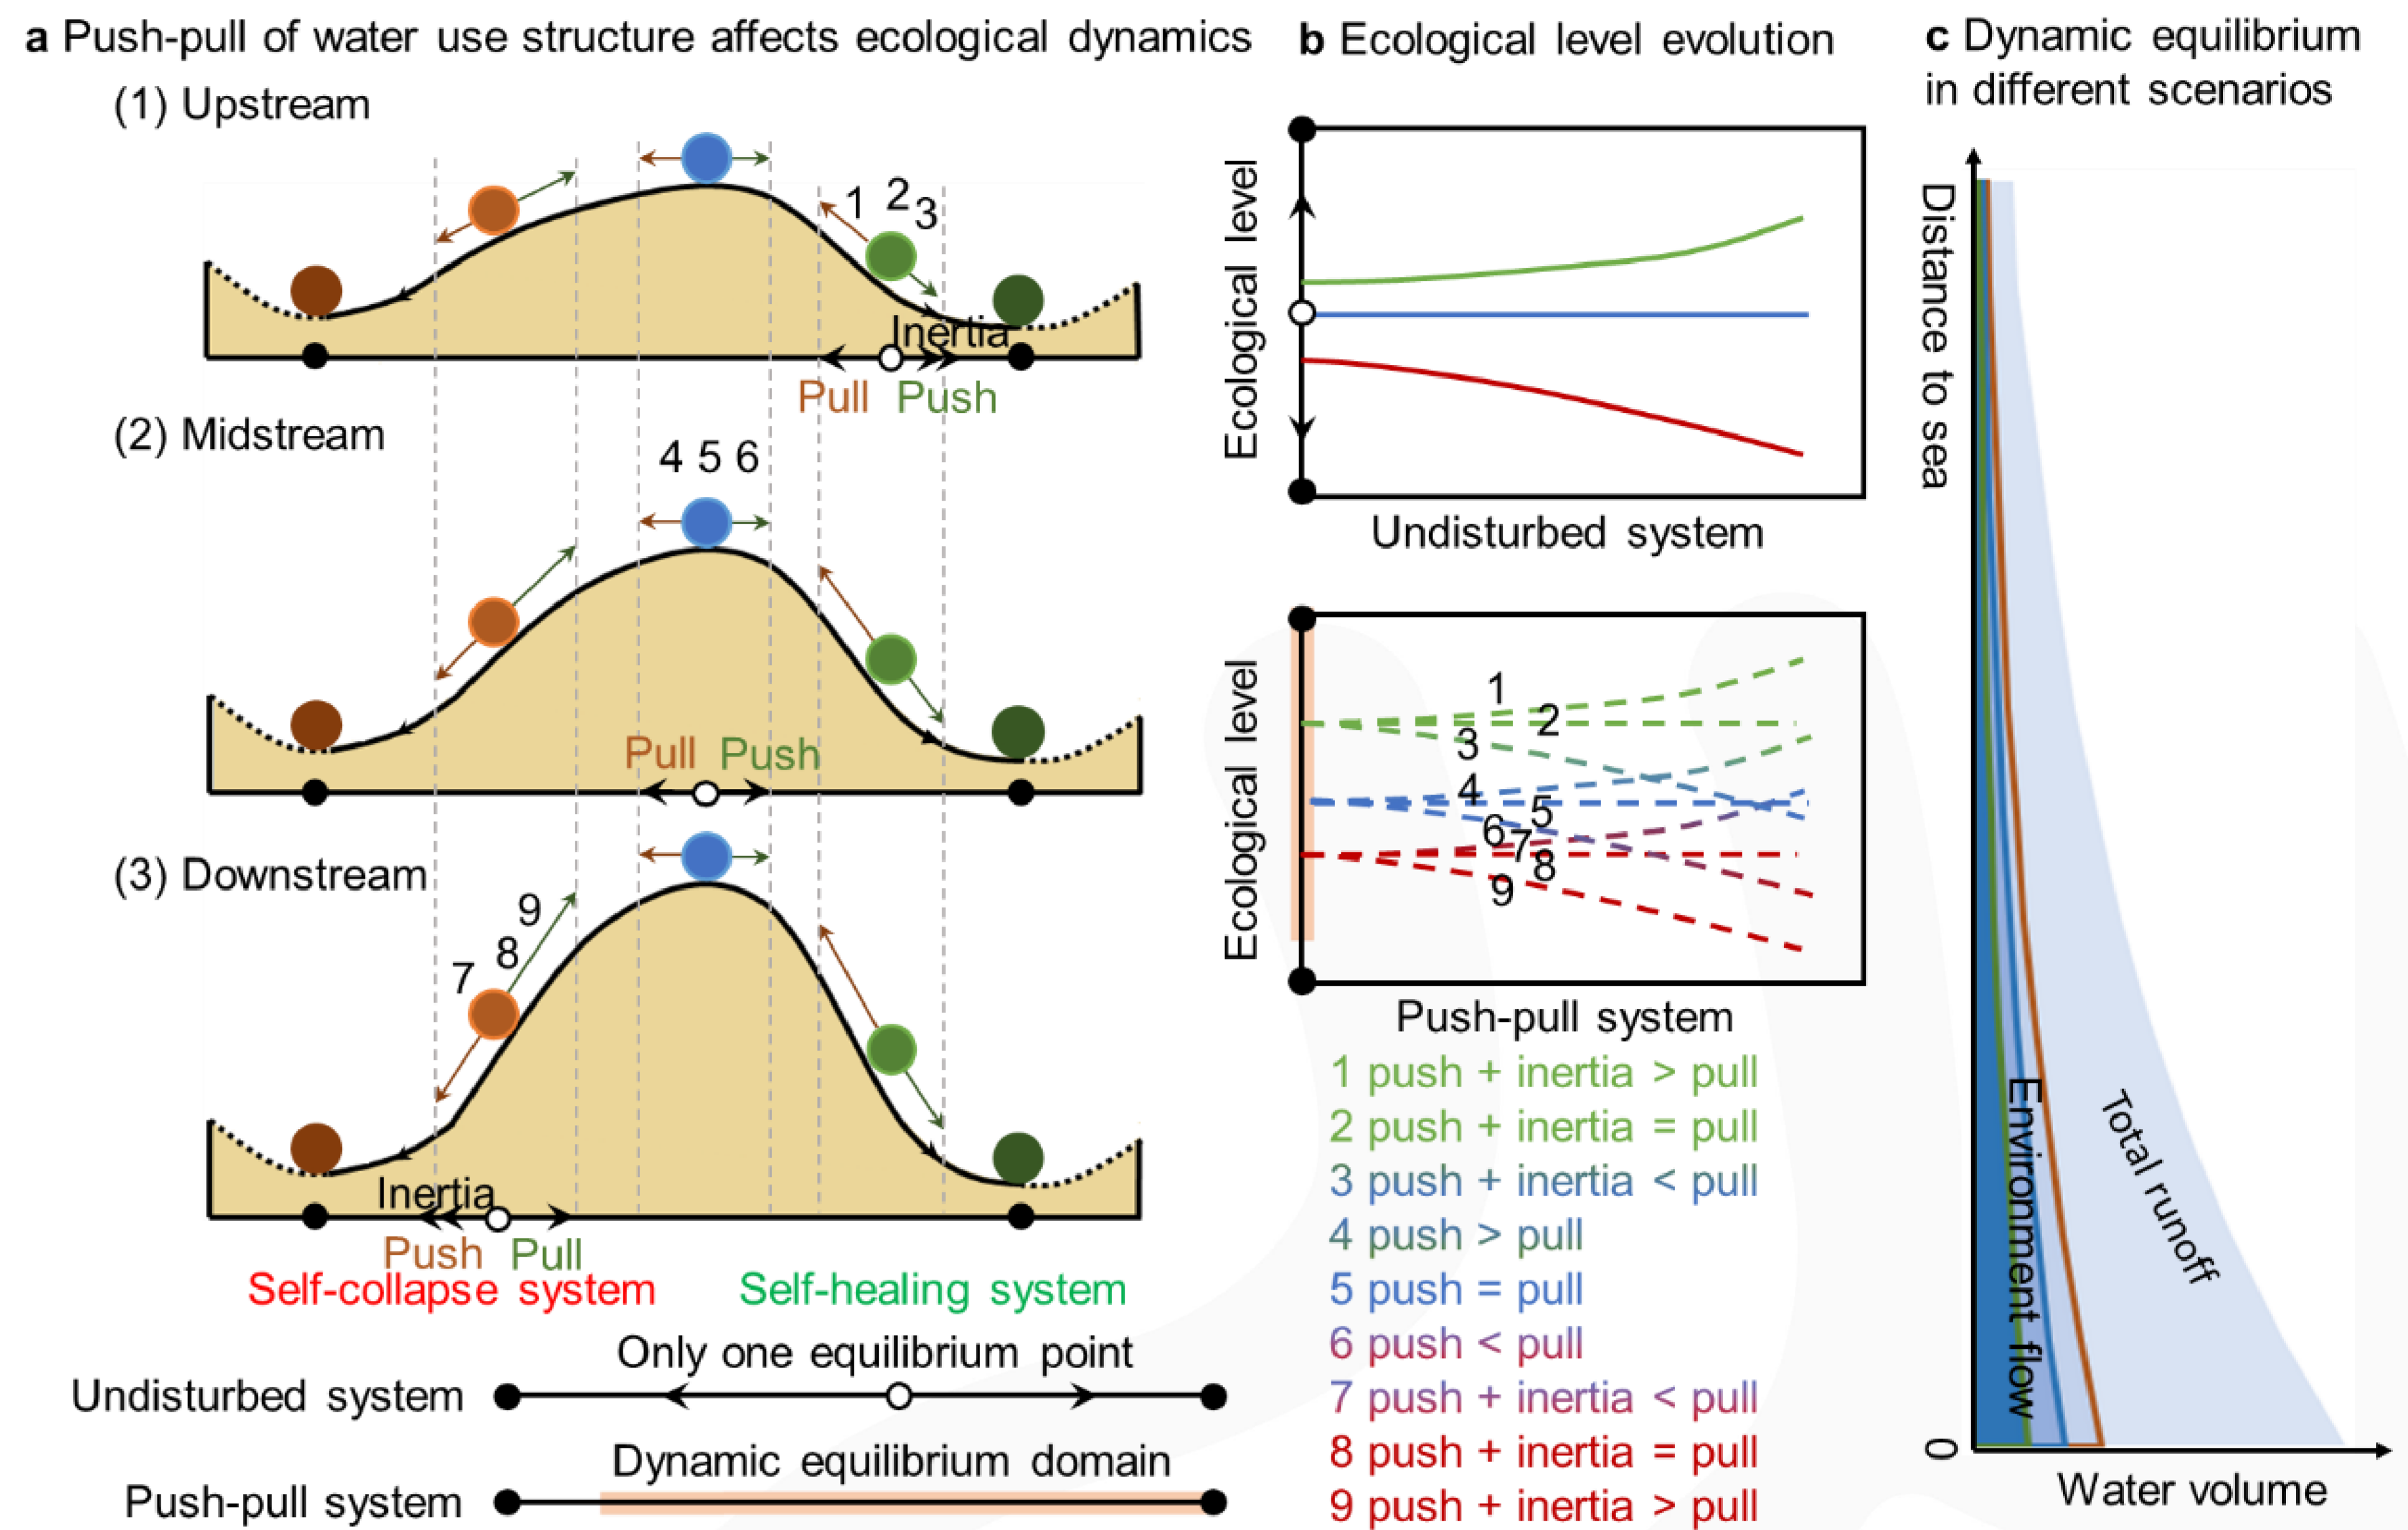 a Push-pull of water use structure affects ecological dynamics
(1) Upstream
1 2 3
Inertia
Pull Push
(2) Midstream
4 5 6
Pull Push
(3) Downstream
7 8 9
Inertia
Push Pull
Self-collapse system Self-healing system
Only one equilibrium point
Undisturbed system
Dynamic equilibrium domain
Push-pull system
b Ecological level evolution
Ecological level
Undisturbed system
Ecological level
1
2
3
4
5
6
7
8
9
Push-pull system
1 push + inertia > pull
2 push + inertia = pull
3 push + inertia < pull
4 push > pull
5 push = pull
6 push < pull
7 push + inertia < pull
8 push + inertia = pull
9 push + inertia > pull
c Dynamic equilibrium
in different scenarios
Distance to sea
Environment flow
Total runoff
0
Water volume